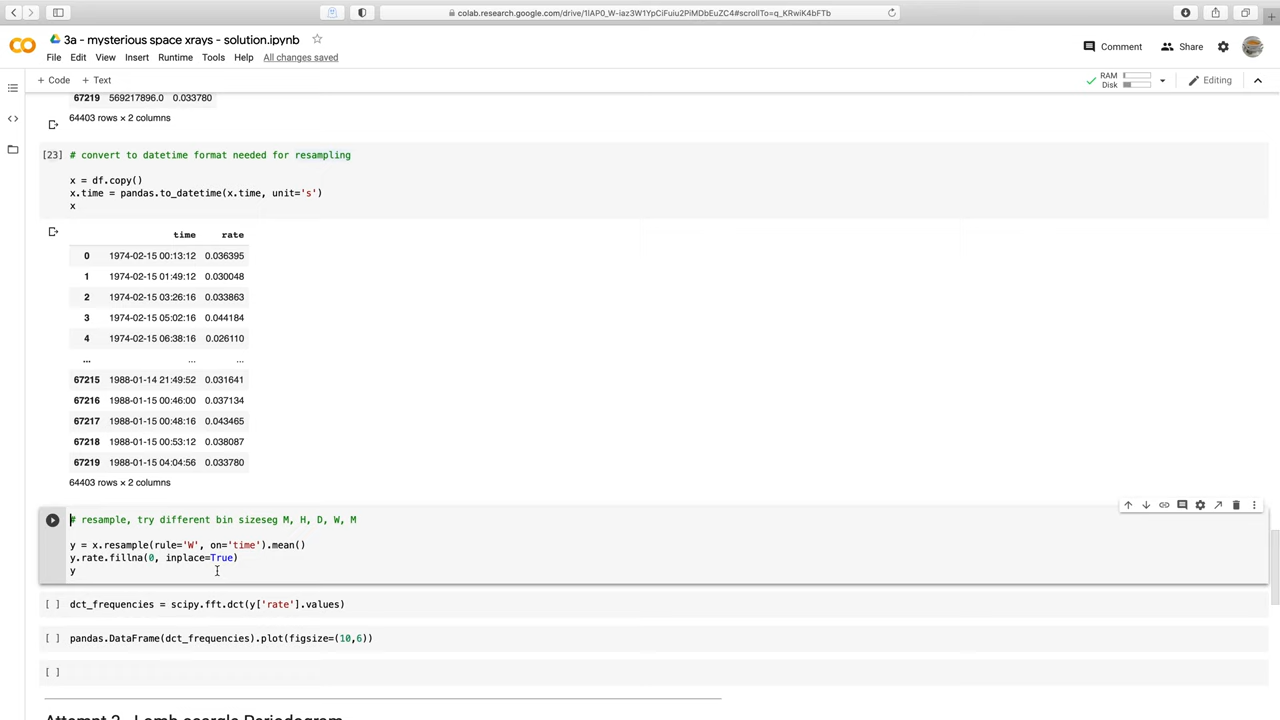 colab.research.google.com/drive/1lAP0_W-iaz3W1YpCiFuiu2PiMDbEuZC4#scrollTo=q_KRwiK4bFTb
3a - mysterious space xrays - solution.ipynb
File Edit View Insert Runtime Tools Help All changes saved
Comment Share
+ Code + Text
RAM
Disk
Editing
67219 569217896.0 0.033780
64403 rows × 2 columns
[23] # convert to datetime format needed for resampling
x = df.copy()
x.time = pandas.to_datetime(x.time, unit='s')
x
time rate
0 1974-02-15 00:13:12 0.036395
1 1974-02-15 01:49:12 0.030048
2 1974-02-15 03:26:16 0.033863
3 1974-02-15 05:02:16 0.044184
4 1974-02-15 06:38:16 0.026110
... ... ...
67215 1988-01-14 21:49:52 0.031641
67216 1988-01-15 00:46:00 0.037134
67217 1988-01-15 00:48:16 0.043465
67218 1988-01-15 00:53:12 0.038087
67219 1988-01-15 04:04:56 0.033780
64403 rows × 2 columns
# resample, try different bin sizeseg M, H, D, W, M
y = x.resample(rule='W', on='time').mean()
y.rate.fillna(0, inplace=True)
y
[ ] dct_frequencies = scipy.fft.dct(y['rate'].values)
[ ] pandas.DataFrame(dct_frequencies).plot(figsize=(10,6))
[ ]
Attempt 2 - Lomb scargle Periodogram